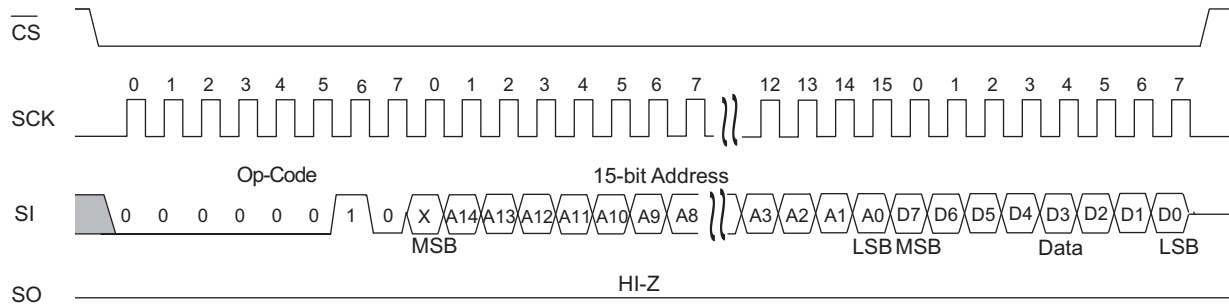 CS
0 1 2 3 4 5 6 7 0 1 2 3 4 5 6 7 12 13 14 15 0 1 2 3 4 5 6 7
SCK
Op-Code 15-bit Address
SI 0 0 0 0 0 0 1 0 X A14 A13 A12 A11 A10 A9 A8 A3 A2 A1 A0 D7 D6 D5 D4 D3 D2 D1 D0
MSB LSB MSB Data LSB
HI-Z
SO